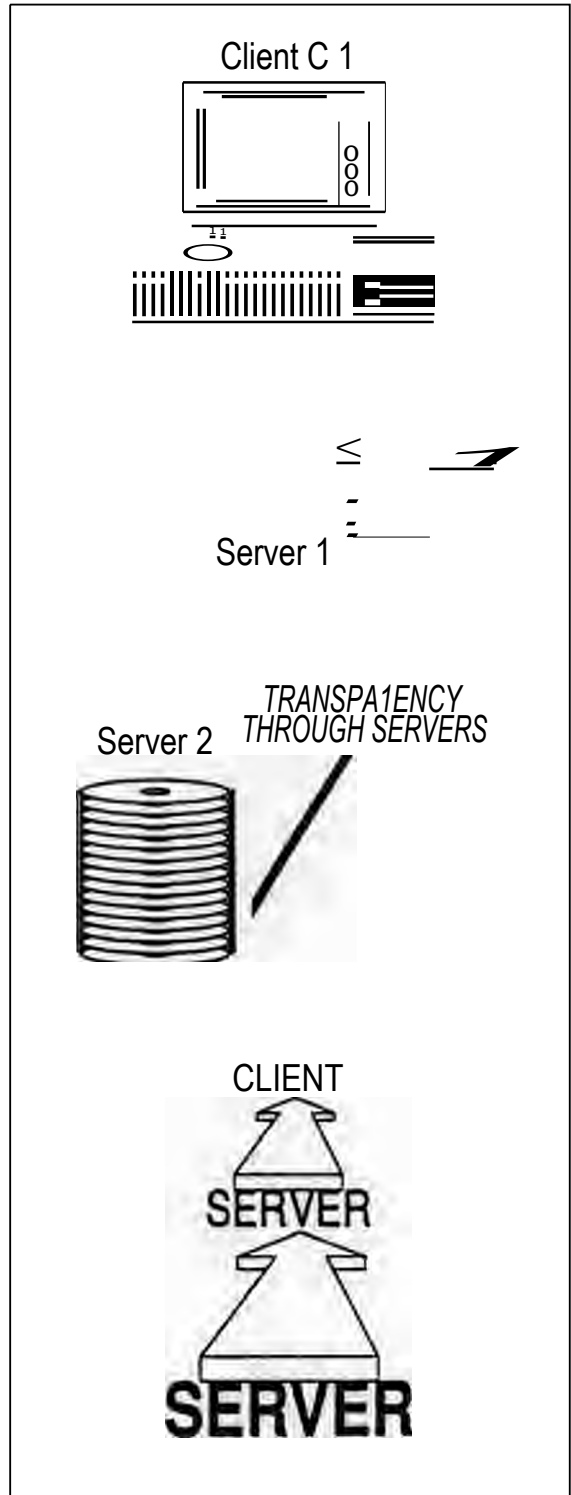 Client C 1
Server 1
TRANSPA1ENCY
THROUGH SERVERS
Server 2
CLIENT
SERVER
SERVER